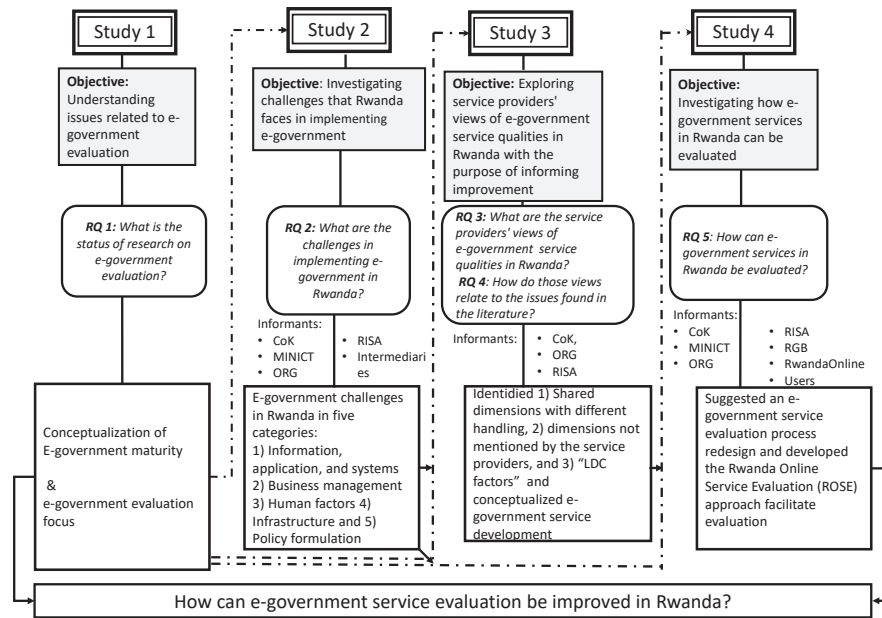 Study 1
Objective:
Understanding
issues related to e-
government
evaluation
RQ 1: What is the
status of research on
e-government
evaluation?
Conceptualization of
E-government maturity
&
e-government evaluation
focus
Study 2
Objective: Investigating
challenges that Rwanda
faces in implementing
e-government
RQ 2: What are the
challenges in
implementing e-
government in
Rwanda?
Informants:
• CoK
• MINICT
• ORG
• RISA
• Intermediari
es
E-government challenges
in Rwanda in five
categories:
1) Information,
application, and systems
2) Business management
3) Human factors 4)
Infrastructure and 5)
Policy formulation
Study 3
Objective: Exploring
service providers'
views of e-government
service qualities in
Rwanda with the
purpose of informing
improvement
RQ 3: What are the service
providers' views of
e-government service
qualities in Rwanda?
RQ 4: How do those views
relate to the issues found in
the literature?
Informants:
• CoK,
• ORG
• RISA
Identidied 1) Shared
dimensions with different
handling, 2) dimensions not
mentioned by the service
providers, and 3) “LDC
factors” and
conceptualized e-
government service
development
Study 4
Objective:
Investigating how e-
government services
in Rwanda can be
evaluated
RQ 5: How can e-
government services
in Rwanda be evaluated?
Informants:
• CoK
• MINICT
• ORG
• RISA
• RGB
• RwandaOnline
• Users
Suggested an e-
government service
evaluation process
redesign and developed
the Rwanda Online
Service Evaluation (ROSE)
approach facilitate
evaluation
How can e-government service evaluation be improved in Rwanda?